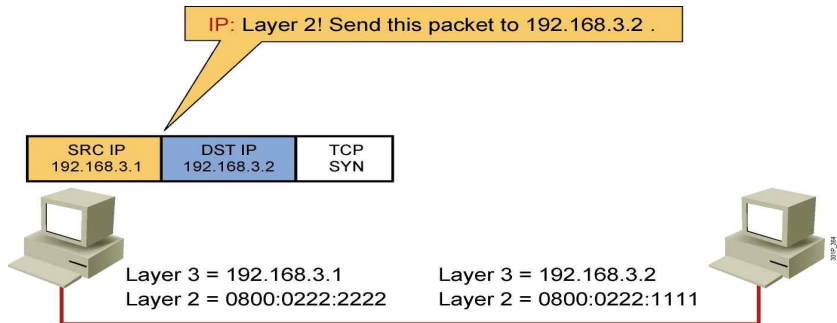 IP: Layer 2! Send this packet to 192.168.3.2 .
SRC IP
192.168.3.1
DST IP
192.168.3.2
TCP
SYN
Layer 3 = 192.168.3.1
Layer 2 = 0800:0222:2222
Layer 3 = 192.168.3.2
Layer 2 = 0800:0222:1111